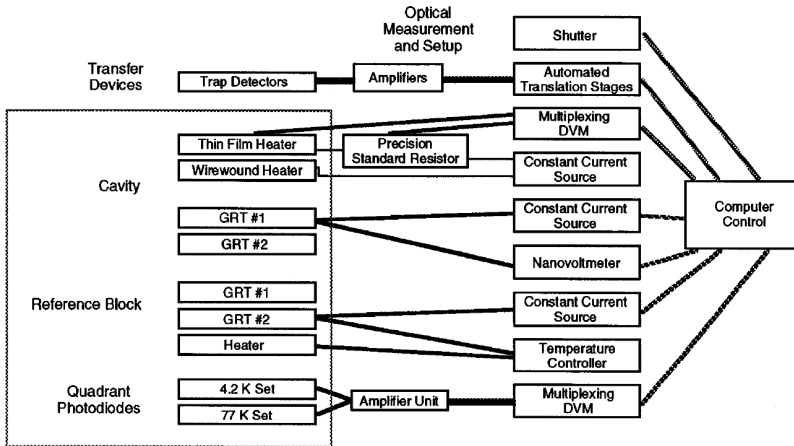 Optical
Measurement
and Setup
Shutter
Transfer
Devices
Trap Detectors
Amplifiers
Automated
Translation Stages
Multiplexing
DVM
Thin Film Heater
Precision
Standard Resistor
Wirewound Heater
Constant Current
Source
Cavity
GRT #1
Constant Current
Source
Computer
Control
GRT #2
Nanovoltmeter
GRT #1
Reference Block
GRT #2
Constant Current
Source
Heater
Temperature
Controller
Quadrant
Photodiodes
4.2 K Set
77 K Set
Amplifier Unit
Multiplexing
DVM